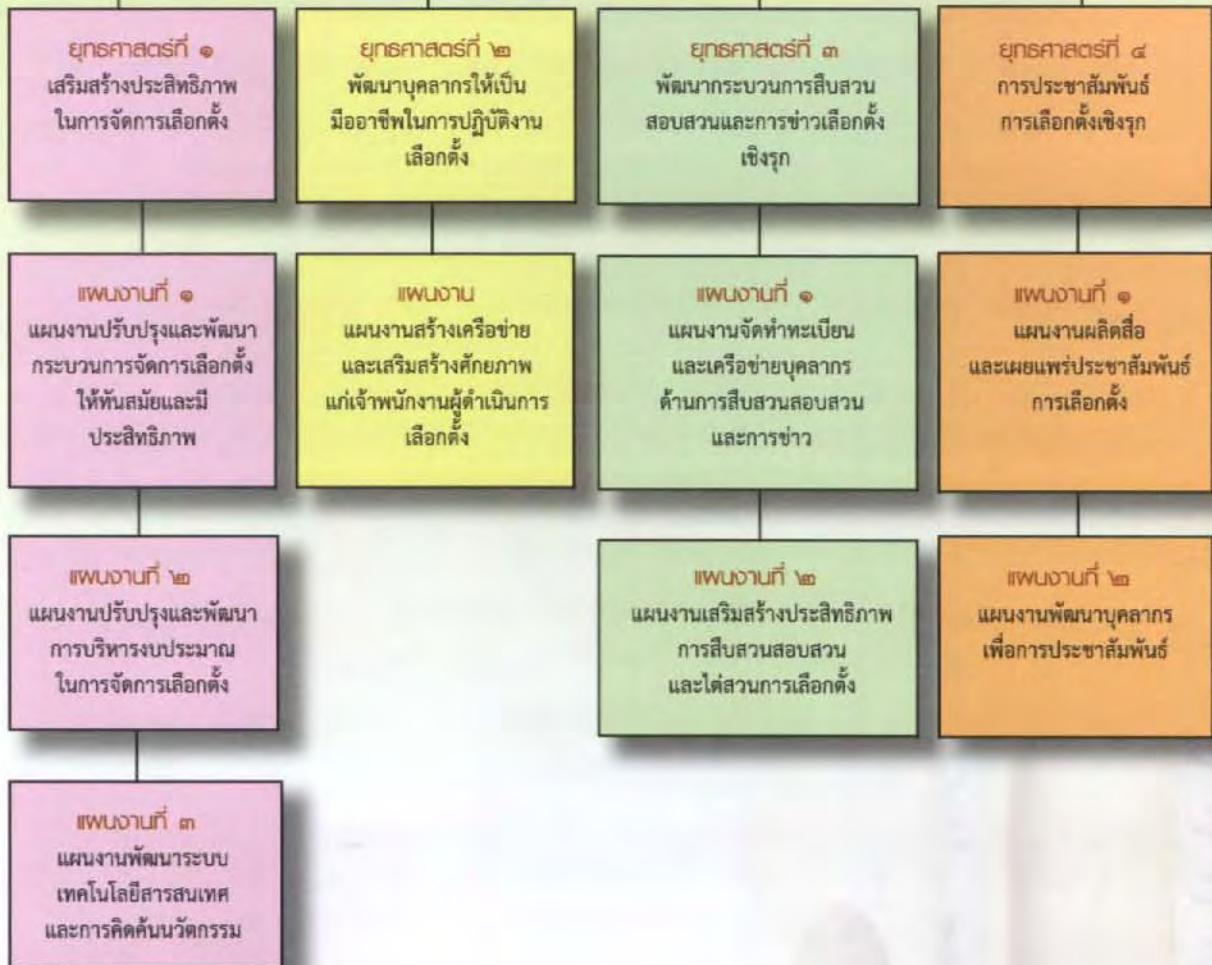 ยุทธศาสตร์ที่ ๑
เสริมสร้างประสิทธิภาพ
ในการจัดการเลือกตั้ง
ยุทธศาสตร์ที่ ๒
พัฒนาบุคลากรให้เป็น
มืออาชีพในการปฏิบัติงาน
เลือกตั้ง
ยุทธศาสตร์ที่ ๓
พัฒนากระบวนการสืบสวน
สอบสวนและการข่าวเลือกตั้ง
เชิงรุก
ยุทธศาสตร์ที่ ๔
การประชาสัมพันธ์
การเลือกตั้งเชิงรุก
แผนงานที่ ๑
แผนงานปรับปรุงและพัฒนา
กระบวนการจัดการเลือกตั้ง
ให้ทันสมัยและมี
ประสิทธิภาพ
แผนงาน
แผนงานสร้างเครือข่าย
และเสริมสร้างศักยภาพ
แก่เจ้าพนักงานผู้ดำเนินการ
เลือกตั้ง
แผนงานที่ ๑
แผนงานจัดทำทะเบียน
และเครือข่ายบุคลากร
ด้านการสืบสวนสอบสวน
และการข่าว
แผนงานที่ ๑
แผนงานผลิตสื่อ
และเผยแพร่ประชาสัมพันธ์
การเลือกตั้ง
แผนงานที่ ๒
แผนงานปรับปรุงและพัฒนา
การบริหารงบประมาณ
ในการจัดการเลือกตั้ง
แผนงานที่ ๒
แผนงานเสริมสร้างประสิทธิภาพ
การสืบสวนสอบสวน
และไต่สวนการเลือกตั้ง
แผนงานที่ ๒
แผนงานพัฒนาบุคลากร
เพื่อการประชาสัมพันธ์
แผนงานที่ ๓
แผนงานพัฒนาระบบ
เทคโนโลยีสารสนเทศ
และการคิดค้นนวัตกรรม